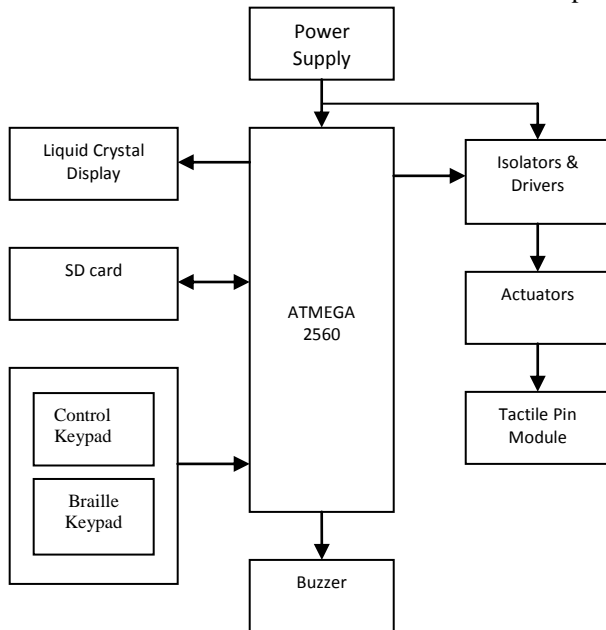 Power
Supply
Liquid Crystal
Display
Isolators &
Drivers
SD card
ATMEGA
2560
Actuators
Control
Keypad
Braille
Keypad
Tactile Pin
Module
Buzzer